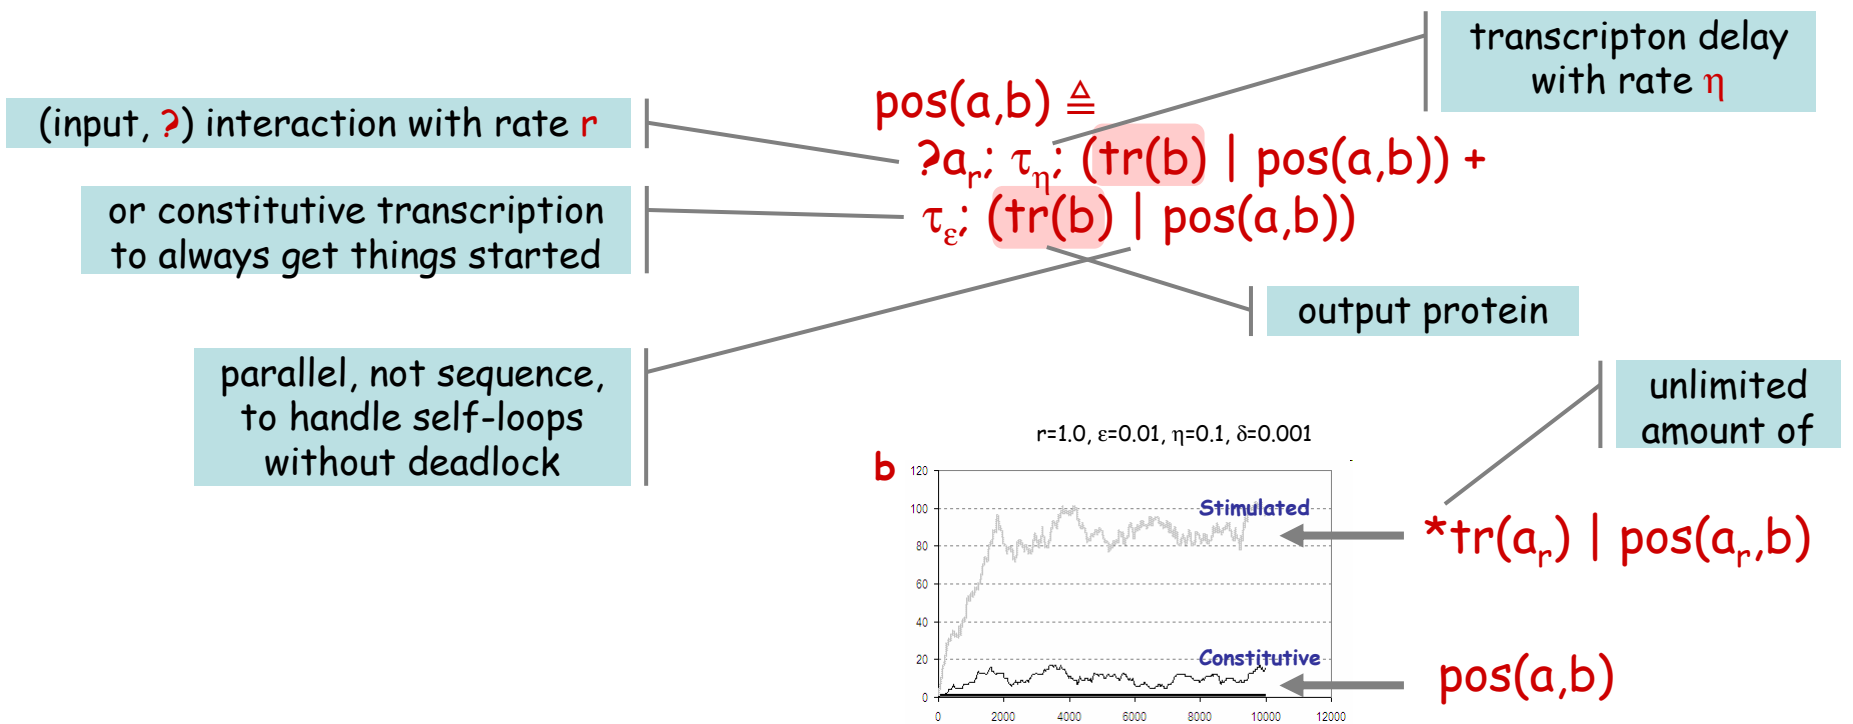 transcripton delay
with rate η
(input, ?) interaction with rate r
pos(a,b) ≜
?aᵣ; τ_η; (tr(b) | pos(a,b)) +
τ_ε; (tr(b) | pos(a,b))
or constitutive transcription
to always get things started
output protein
parallel, not sequence,
to handle self-loops
without deadlock
unlimited
amount of
r=1.0, ε=0.01, η=0.1, δ=0.001
b
120
100
80
60
40
20
0
Stimulated
Constitutive
0 2000 4000 6000 8000 10000 12000
*tr(aᵣ) | pos(aᵣ,b)
pos(a,b)